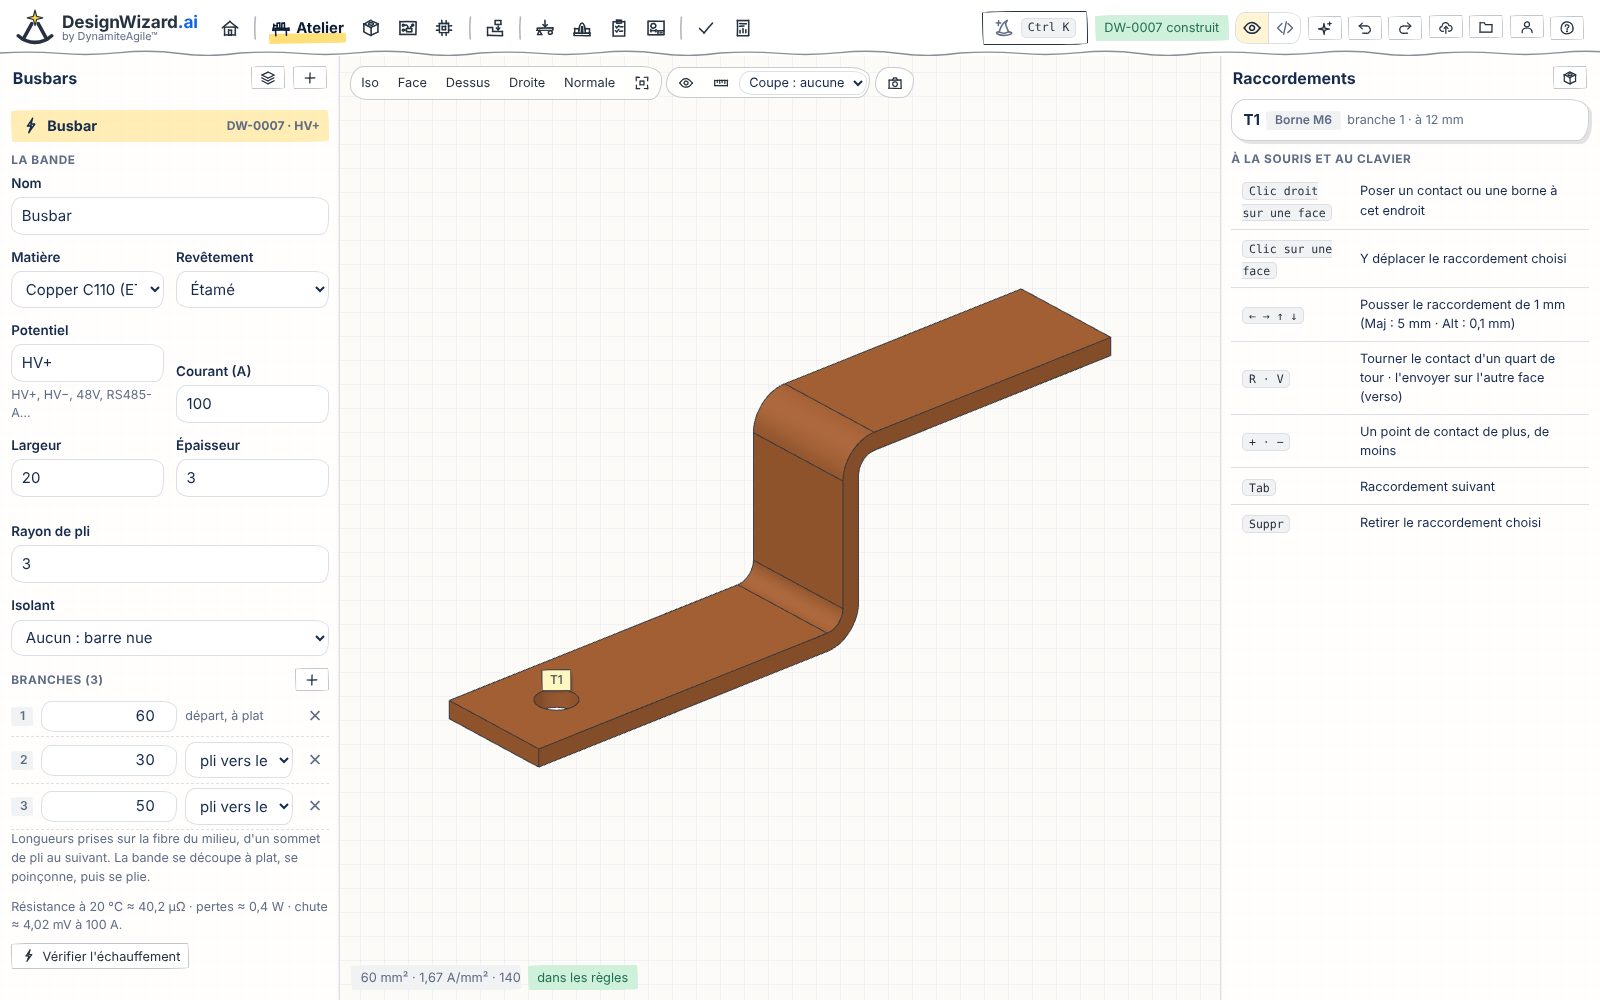 DesignWizard.ai
by DynamiteAgile™
Atelier
Ctrl K
DW-0007 construit
Busbars
Busbar
DW-0007 · HV+
LA BANDE
Nom
Busbar
Matière
Revêtement
Copper C110 (E
Étamé
Potentiel
HV+
HV+, HV−, 48V, RS485-
A...
Courant (A)
100
Largeur
Épaisseur
20
3
Rayon de pli
3
Isolant
Aucun : barre nue
BRANCHES (3)
1
60
départ, à plat
2
30
pli vers le
3
50
pli vers le
Longueurs prises sur la fibre du milieu, d'un sommet
de pli au suivant. La bande se découpe à plat, se
poinçonne, puis se plie.
Résistance à 20 °C ≈ 40,2 µΩ · pertes ≈ 0,4 W · chute
≈ 4,02 mV à 100 A.
Vérifier l'échauffement
Iso
Face
Dessus
Droite
Normale
Coupe : aucune
T1
60 mm² · 1,67 A/mm² · 140
dans les règles
Raccordements
T1
Borne M6
branche 1 · à 12 mm
À LA SOURIS ET AU CLAVIER
Clic droit
sur une face
Poser un contact ou une borne à
cet endroit
Clic sur une
face
Y déplacer le raccordement choisi
← → ↑ ↓
Pousser le raccordement de 1 mm
(Maj : 5 mm · Alt : 0,1 mm)
R · V
Tourner le contact d'un quart de
tour · l'envoyer sur l'autre face
(verso)
+ · −
Un point de contact de plus, de
moins
Tab
Raccordement suivant
Suppr
Retirer le raccordement choisi